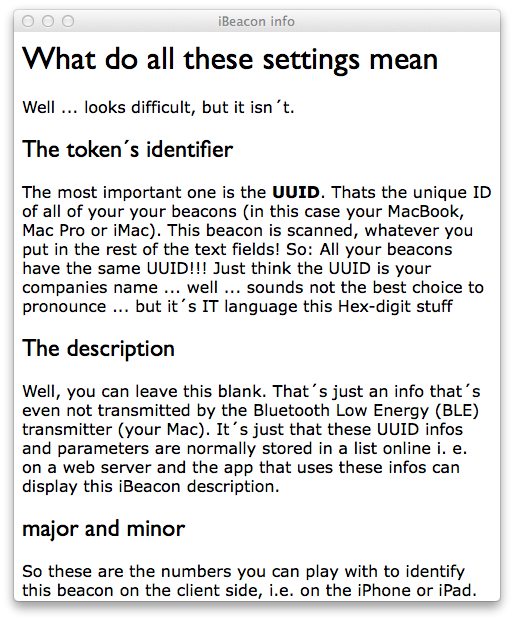 iBeacon info
What do all these settings mean
Well ... looks difficult, but it isn´t.
The token´s identifier
The most important one is the UUID. Thats the unique ID
of all of your your beacons (in this case your MacBook,
Mac Pro or iMac). This beacon is scanned, whatever you
put in the rest of the text fields! So: All your beacons
have the same UUID!!! Just think the UUID is your
companies name ... well ... sounds not the best choice to
pronounce ... but it´s IT language this Hex-digit stuff
The description
Well, you can leave this blank. That´s just an info that´s
even not transmitted by the Bluetooth Low Energy (BLE)
transmitter (your Mac). It´s just that these UUID infos
and parameters are normally stored in a list online i. e.
on a web server and the app that uses these infos can
display this iBeacon description.
major and minor
So these are the numbers you can play with to identify
this beacon on the client side, i.e. on the iPhone or iPad.